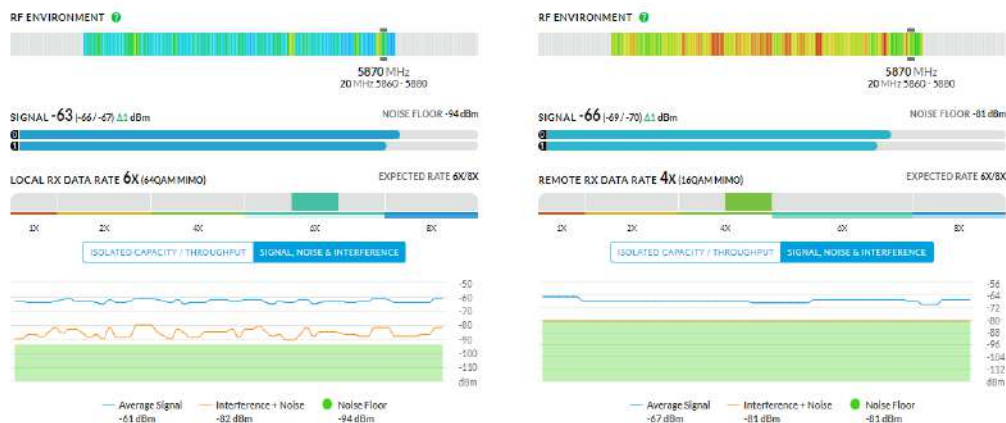 RF ENVIRONMENT ?
5870 MHz
20 MHz 5860 - 5880
SIGNAL -63 (-66 / -67) Δ1 dBm
NOISE FLOOR -94 dBm
0
1
LOCAL RX DATA RATE 6X (64QAM MIMO)
EXPECTED RATE 6X/8X
1X 2X 4X 6X 8X
ISOLATED CAPACITY / THROUGHPUT
SIGNAL, NOISE & INTERFERENCE
-50
-60
-70
-80
-90
-100
-110
dBm
Average Signal
-61 dBm
Interference + Noise
-82 dBm
Noise Floor
-94 dBm
RF ENVIRONMENT ?
5870 MHz
20 MHz 5860 - 5880
SIGNAL -66 (-69 / -70) Δ1 dBm
NOISE FLOOR -81 dBm
0
1
REMOTE RX DATA RATE 4X (16QAM MIMO)
EXPECTED RATE 6X/8X
1X 2X 4X 6X 8X
ISOLATED CAPACITY / THROUGHPUT
SIGNAL, NOISE & INTERFERENCE
-56
-64
-72
-80
-88
-96
-104
-112
dBm
Average Signal
-67 dBm
Interference + Noise
-81 dBm
Noise Floor
-81 dBm